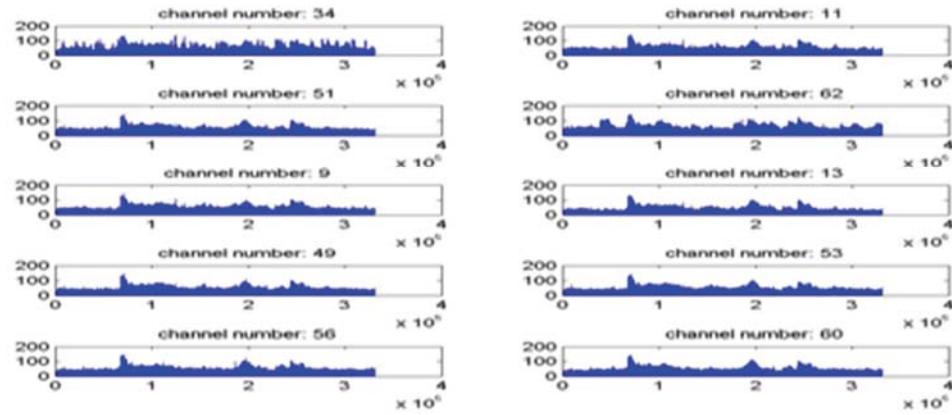 channel number: 34
200
100
0
0 1 2 3 4
x 10⁵
channel number: 11
200
100
0
0 1 2 3 4
x 10⁵
channel number: 51
200
100
0
0 1 2 3 4
x 10⁵
channel number: 62
200
100
0
0 1 2 3 4
x 10⁵
channel number: 9
200
100
0
0 1 2 3 4
x 10⁵
channel number: 13
200
100
0
0 1 2 3 4
x 10⁵
channel number: 49
200
100
0
0 1 2 3 4
x 10⁵
channel number: 53
200
100
0
0 1 2 3 4
x 10⁵
channel number: 56
200
100
0
0 1 2 3 4
x 10⁵
channel number: 60
200
100
0
0 1 2 3 4
x 10⁵